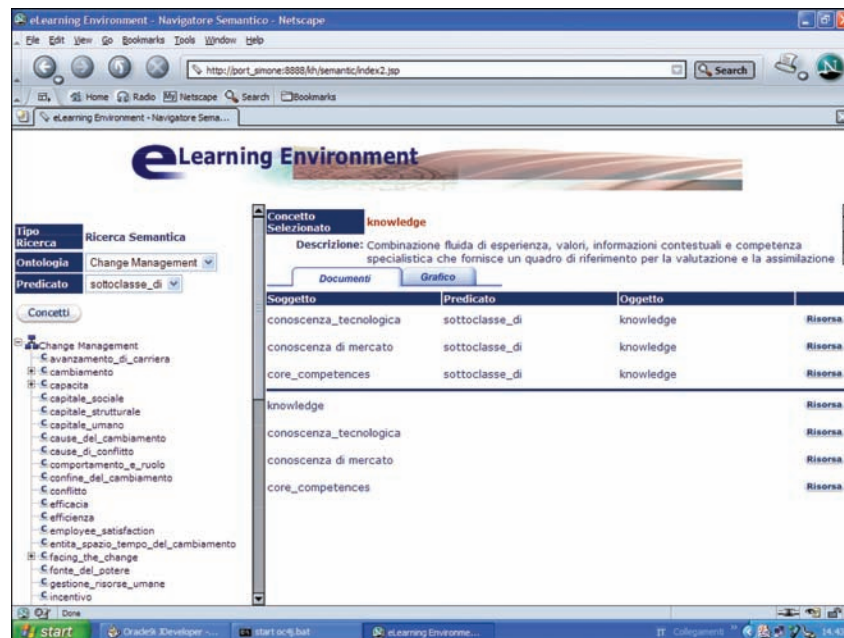 eLearning Environment - Navigatore Semantico - Netscape
File Edit View Go Bookmarks Tools Window Help
http://port_simone:8888/kh/semantic/index2.jsp
Search
Home Radio My Netscape Search Bookmarks
eLearning Environment - Navigatore Sema...
eLearning Environment
Tipo Ricerca Ricerca Semantica
Ontologia Change Management
Predicato sottoclasse_di
Concetti
Change Management
avanzamento_di_carriera
cambiamento
capacita
capitale_sociale
capitale_strutturale
capitale_umano
cause_del_cambiamento
cause_di_conflitto
comportamento_e_ruolo
confine_del_cambiamento
conflitto
efficacia
efficienza
employee_satisfaction
entita_spazio_tempo_del_cambiamento
facing_the_change
fonte_del_potere
gestione_risorse_umane
incentivo
Concetto Selezionato knowledge
Descrizione: Combinazione fluida di esperienza, valori, informazioni contestuali e competenza
specialistica che fornisce un quadro di riferimento per la valutazione e la assimilazione
Documenti Grafico
Soggetto Predicato Oggetto
conoscenza_tecnologica sottoclasse_di knowledge Risorsa
conoscenza di mercato sottoclasse_di knowledge Risorsa
core_competences sottoclasse_di knowledge Risorsa
knowledge Risorsa
conoscenza_tecnologica Risorsa
conoscenza di mercato Risorsa
core_competences Risorsa
Done
start Oracle9i JDeveloper -... start oc4j.bat eLearning Environme... IT Collegamenti